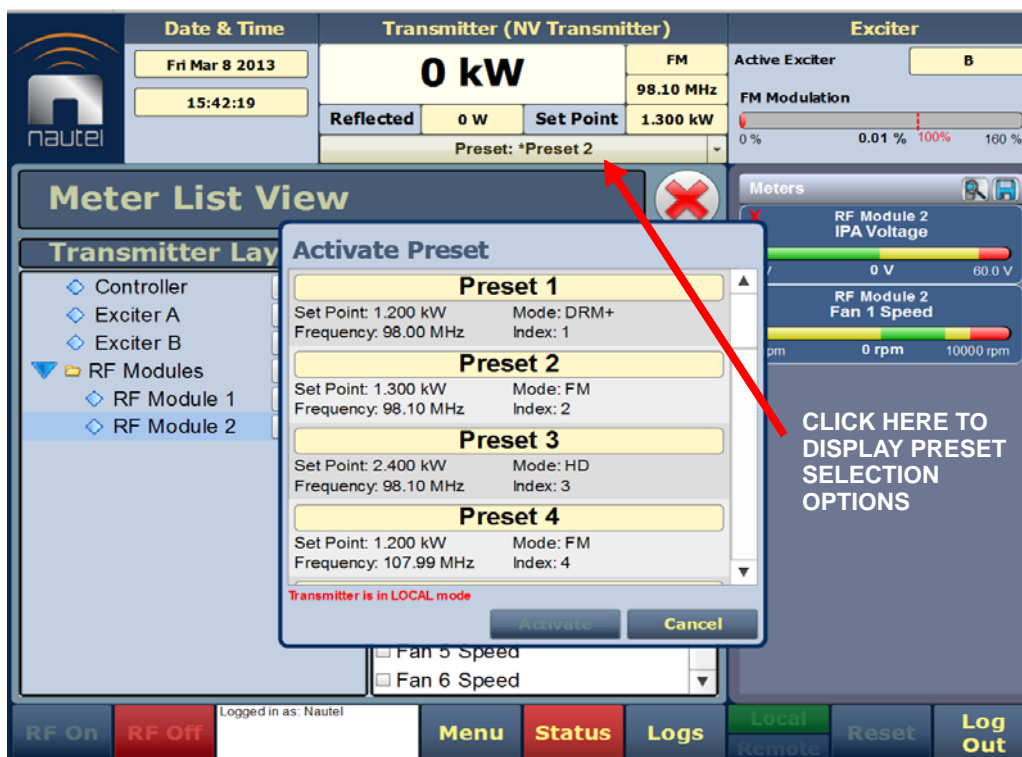 nautel
Date & Time
Fri Mar 8 2013
15:42:19
Transmitter (NV Transmitter)
0 kW
FM
98.10 MHz
Reflected 0 W Set Point 1.300 kW
Preset: *Preset 2
Exciter
Active Exciter B
FM Modulation
0 % 0.01 % 100% 160 %
Meter List View
Transmitter Lay
Controller
Exciter A
Exciter B
RF Modules
RF Module 1
RF Module 2
Activate Preset
Preset 1
Set Point: 1.200 kW Mode: DRM+
Frequency: 98.00 MHz Index: 1
Preset 2
Set Point: 1.300 kW Mode: FM
Frequency: 98.10 MHz Index: 2
Preset 3
Set Point: 2.400 kW Mode: HD
Frequency: 98.10 MHz Index: 3
Preset 4
Set Point: 1.200 kW Mode: FM
Frequency: 107.99 MHz Index: 4
Transmitter is in LOCAL mode
Activate Cancel
Fan 5 Speed
Fan 6 Speed
Meters
RF Module 2
IPA Voltage
0 V 60.0 V
RF Module 2
Fan 1 Speed
pm 0 rpm 10000 rpm
CLICK HERE TO
DISPLAY PRESET
SELECTION
OPTIONS
RF On RF Off
Logged in as: Nautel
Menu Status Logs
Local
Remote
Reset
Log
Out